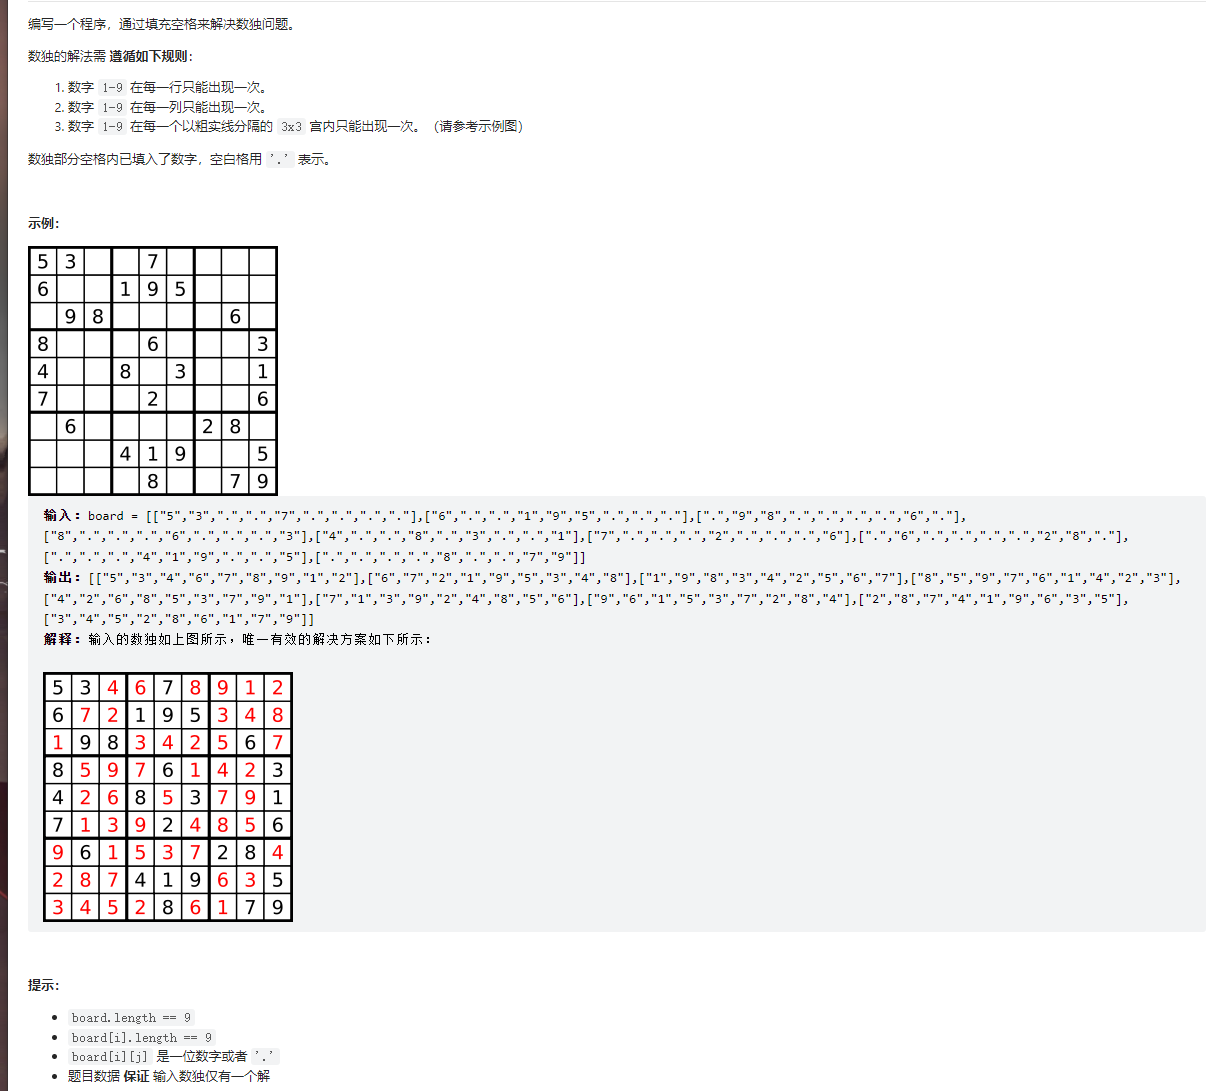 编写一个程序，通过填充空格来解决数独问题。
数独的解法需 遵循如下规则：
1. 数字 1-9 在每一行只能出现一次。
2. 数字 1-9 在每一列只能出现一次。
3. 数字 1-9 在每一个以粗实线分隔的 3x3 宫内只能出现一次。（请参考示例图）
数独部分空格内已填入了数字，空白格用 '.' 表示。
示例：
5 3 7
6 1 9 5
9 8 6
8 6 3
4 8 3 1
7 2 6
6 2 8
4 1 9 5
8 7 9
输入：board = [["5","3",".",".","7",".",".",".","."],["6",".",".","1","9","5",".",".","."],[".","9","8",".",".",".",".","6","."],
["8",".",".",".","6",".",".",".","3"],["4",".",".","8",".","3",".",".","1"],["7",".",".",".","2",".",".",".","6"],[".","6",".",".",".",".","2","8","."],
[".",".",".","4","1","9",".",".","5"],[".",".",".",".","8",".",".","7","9"]]
输出：[["5","3","4","6","7","8","9","1","2"],["6","7","2","1","9","5","3","4","8"],["1","9","8","3","4","2","5","6","7"],["8","5","9","7","6","1","4","2","3"],
["4","2","6","8","5","3","7","9","1"],["7","1","3","9","2","4","8","5","6"],["9","6","1","5","3","7","2","8","4"],["2","8","7","4","1","9","6","3","5"],
["3","4","5","2","8","6","1","7","9"]]
解释：输入的数独如上图所示，唯一有效的解决方案如下所示：
5 3 4 6 7 8 9 1 2
6 7 2 1 9 5 3 4 8
1 9 8 3 4 2 5 6 7
8 5 9 7 6 1 4 2 3
4 2 6 8 5 3 7 9 1
7 1 3 9 2 4 8 5 6
9 6 1 5 3 7 2 8 4
2 8 7 4 1 9 6 3 5
3 4 5 2 8 6 1 7 9
提示：
• board.length == 9
• board[i].length == 9
• board[i][j] 是一位数字或者 '.'
• 题目数据 保证 输入数独仅有一个解